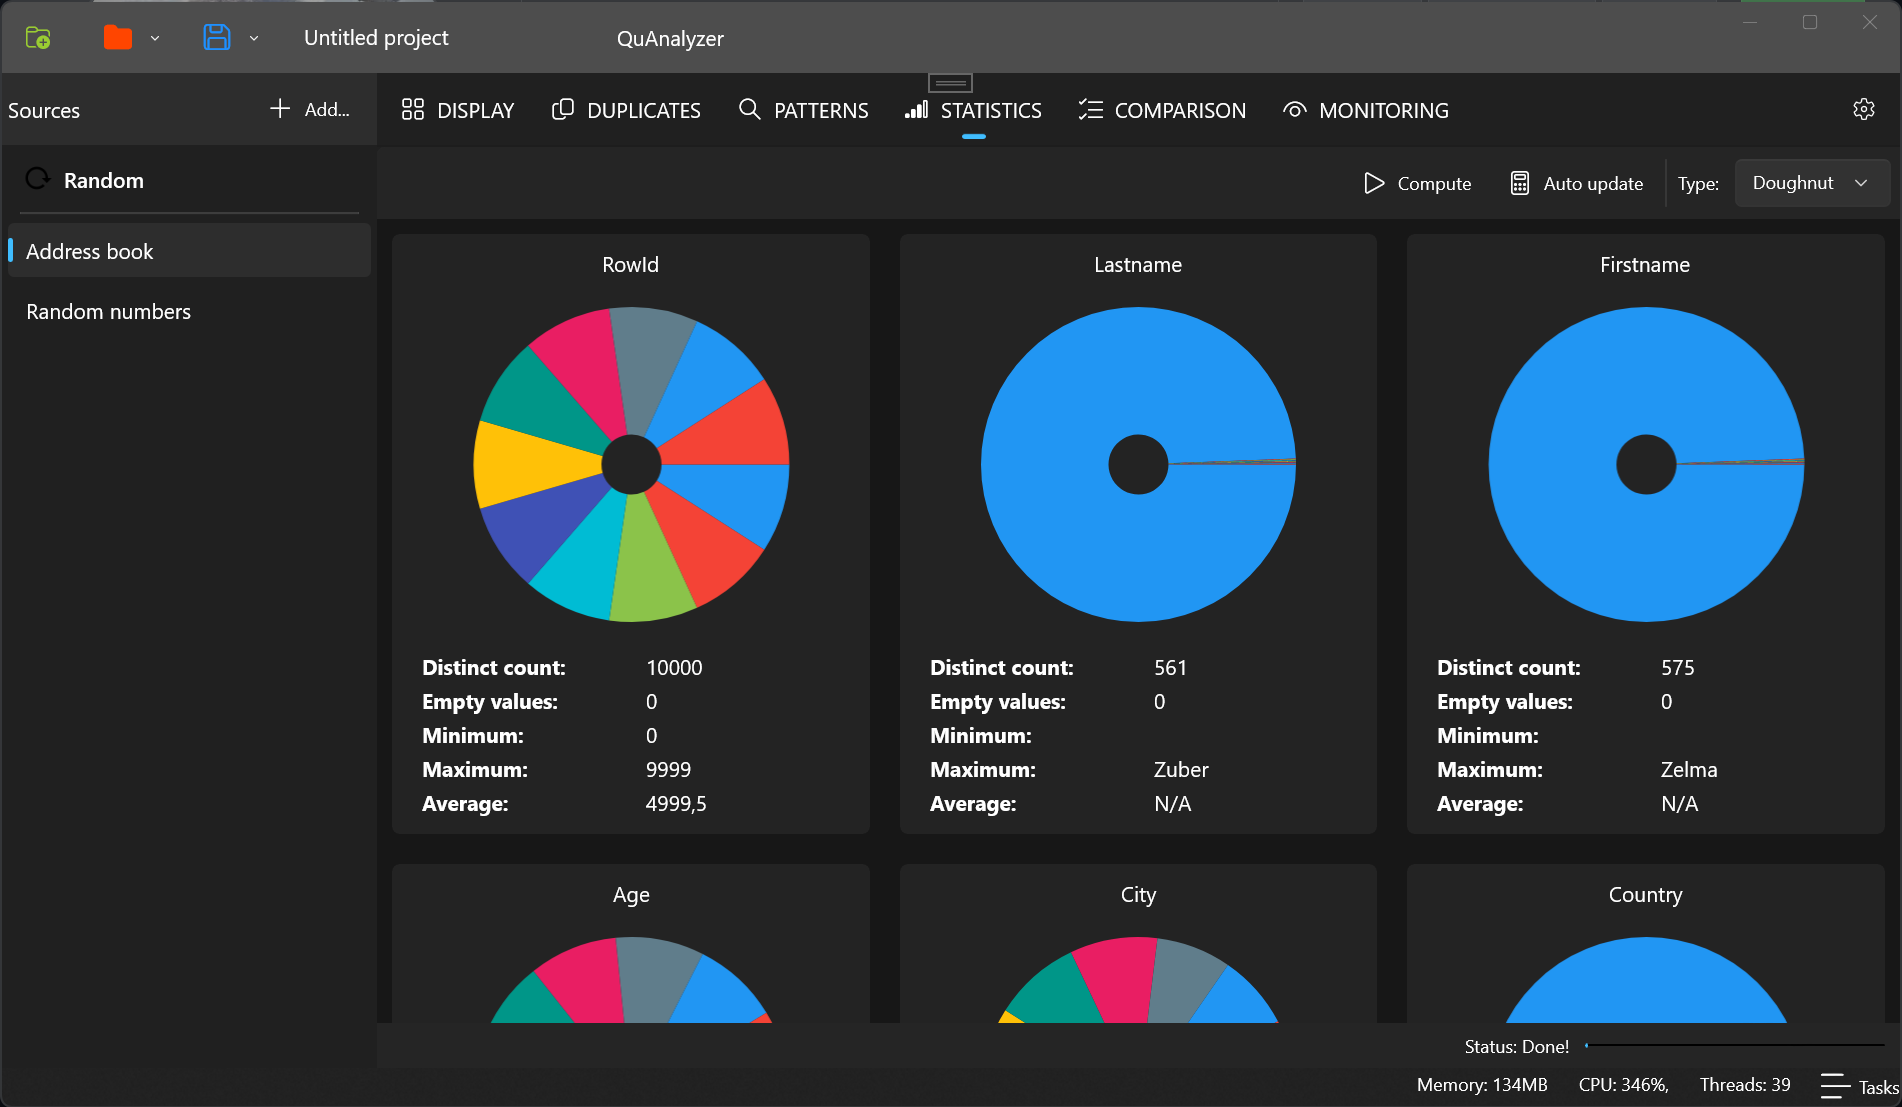 Untitled project
QuAnalyzer
Sources
Add...
DISPLAY
DUPLICATES
PATTERNS
STATISTICS
COMPARISON
MONITORING
Random
Address book
Random numbers
Compute
Auto update
Type:
Doughnut
RowId
Distinct count: 10000
Empty values: 0
Minimum: 0
Maximum: 9999
Average: 4999,5
Lastname
Distinct count: 561
Empty values: 0
Minimum:
Maximum: Zuber
Average: N/A
Firstname
Distinct count: 575
Empty values: 0
Minimum:
Maximum: Zelma
Average: N/A
Age
City
Country
Status: Done!
Memory: 134MB
CPU: 346%,
Threads: 39
Tasks